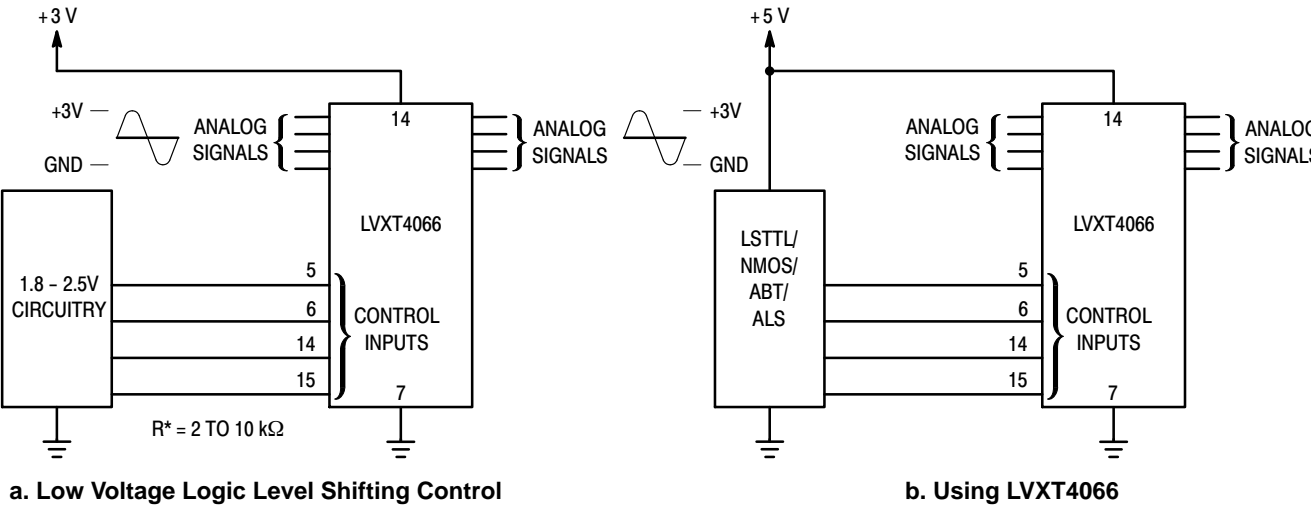 +3 V
+3V
GND
ANALOG
SIGNALS
14
ANALOG
SIGNALS
LVXT4066
1.8 – 2.5V
CIRCUITRY
5
6
14
15
CONTROL
INPUTS
7
R* = 2 TO 10 kΩ
a. Low Voltage Logic Level Shifting Control
+5 V
+3V
GND
ANALOG
SIGNALS
14
ANALOG
SIGNALS
LVXT4066
LSTTL/
NMOS/
ABT/
ALS
5
6
14
15
CONTROL
INPUTS
7
b. Using LVXT4066